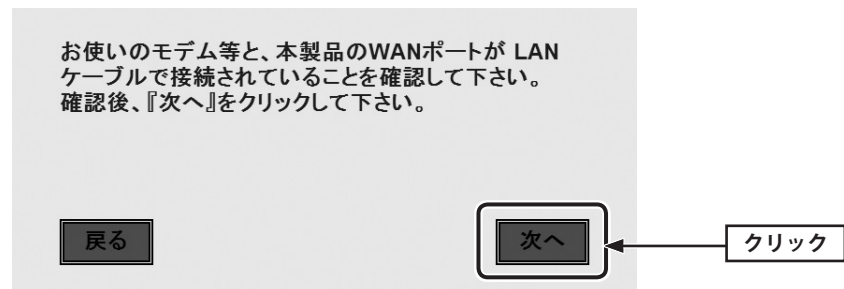 お使いのモデム等と、本製品のWANポートが LAN
ケーブルで接続されていることを確認して下さい。
確認後、『次へ』をクリックして下さい。
戻る
次へ
クリック